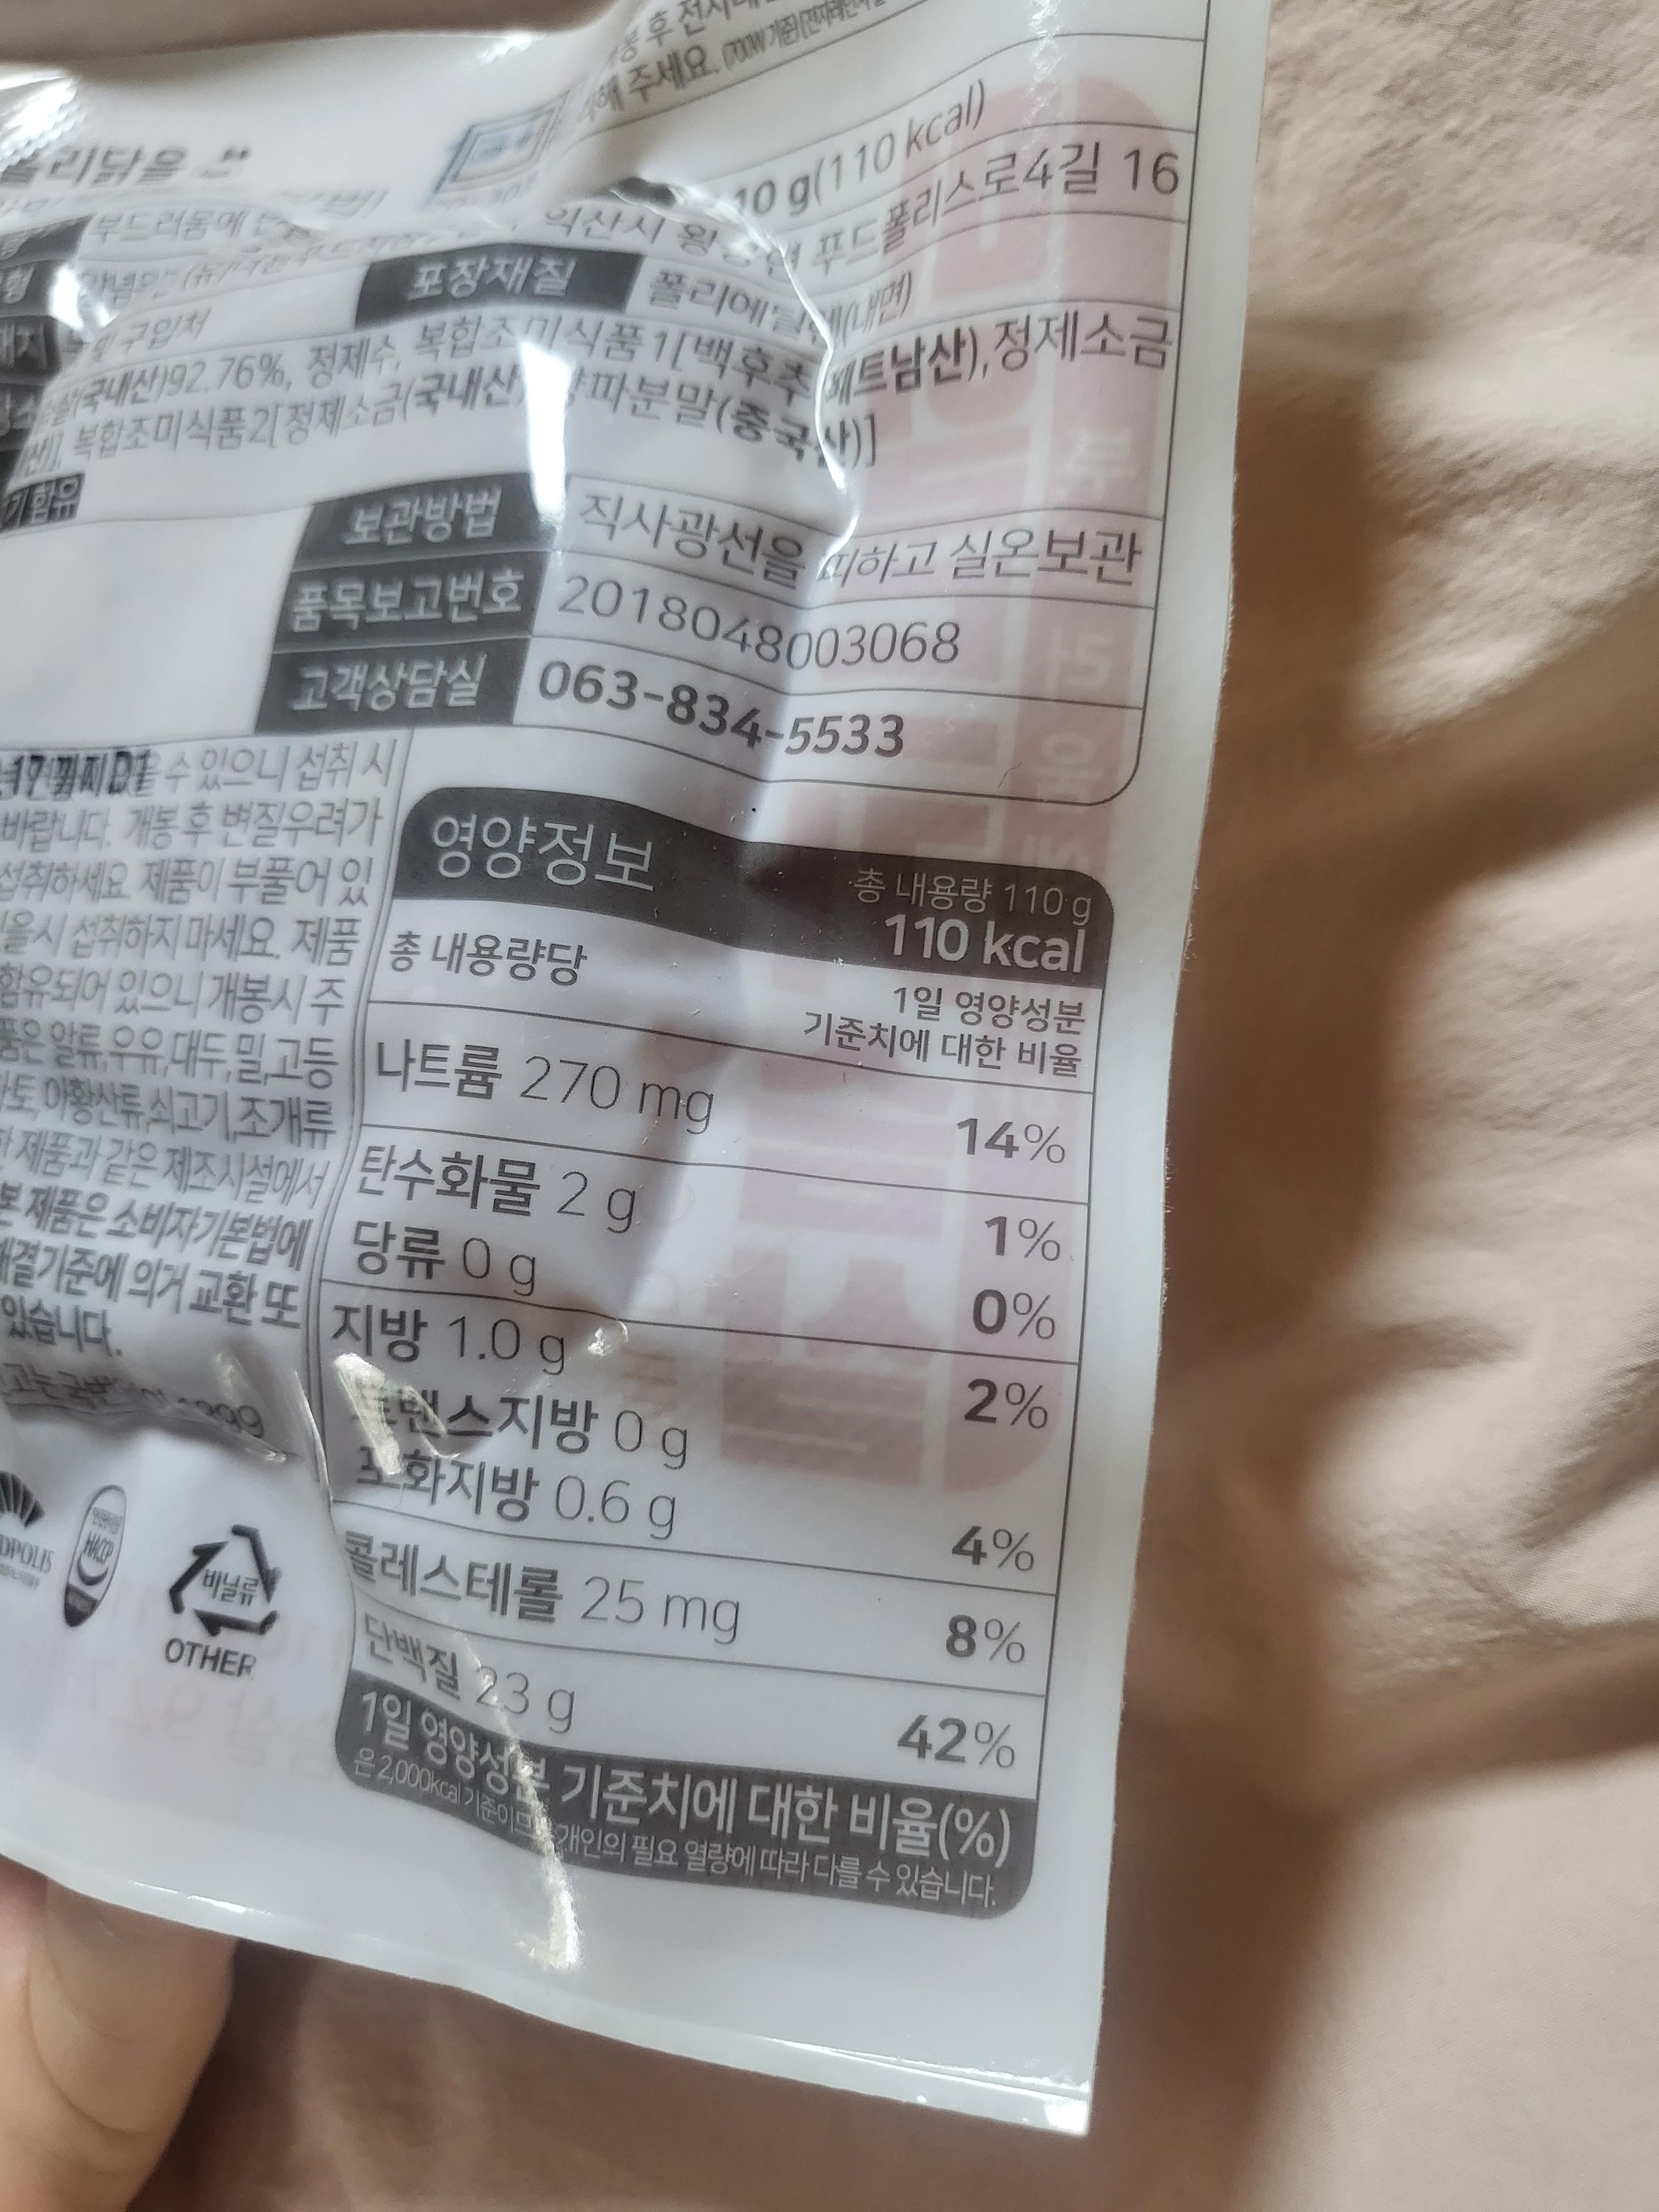 해 주세요.
10 g(110 kcal)
부드러움에
익산시 왕궁면 푸드폴리스로4길 16
포장재질 폴리에틸렌(내면)
구입처
(국내산)92.76%, 정제수, 복합조미식품1[백후추(베트남산),정제소금
복합조미식품2[정제소금(국내산),양파분말(중국산)]
함유
보관방법 직사광선을 피하고 실온보관
품목보고번호 2018048003068
고객상담실 063-834-5533
수 있으니 섭취 시
바랍니다. 개봉 후 변질우려가
섭취하세요. 제품이 부풀어 있
시 섭취하지 마세요. 제품
함유되어 있으니 개봉시 주
품은 알류,우유,대두,밀,고등
토,아황산류,쇠고기,조개류
제품과 같은 제조시설에서
본 제품은 소비자기본법에
해결기준에 의거 교환 또
있습니다.
영양정보
총 내용량 110 g
110 kcal
총 내용량당
1일 영양성분
기준치에 대한 비율
나트륨 270 mg 14%
탄수화물 2 g 1%
당류 0 g 0%
지방 1.0 g 2%
트랜스지방 0 g
포화지방 0.6 g 4%
콜레스테롤 25 mg 8%
단백질 23 g 42%
1일 영양성분 기준치에 대한 비율(%)
은 2,000kcal 기준이므로 개인의 필요 열량에 따라 다를 수 있습니다.
HACCP
비닐류
OTHER